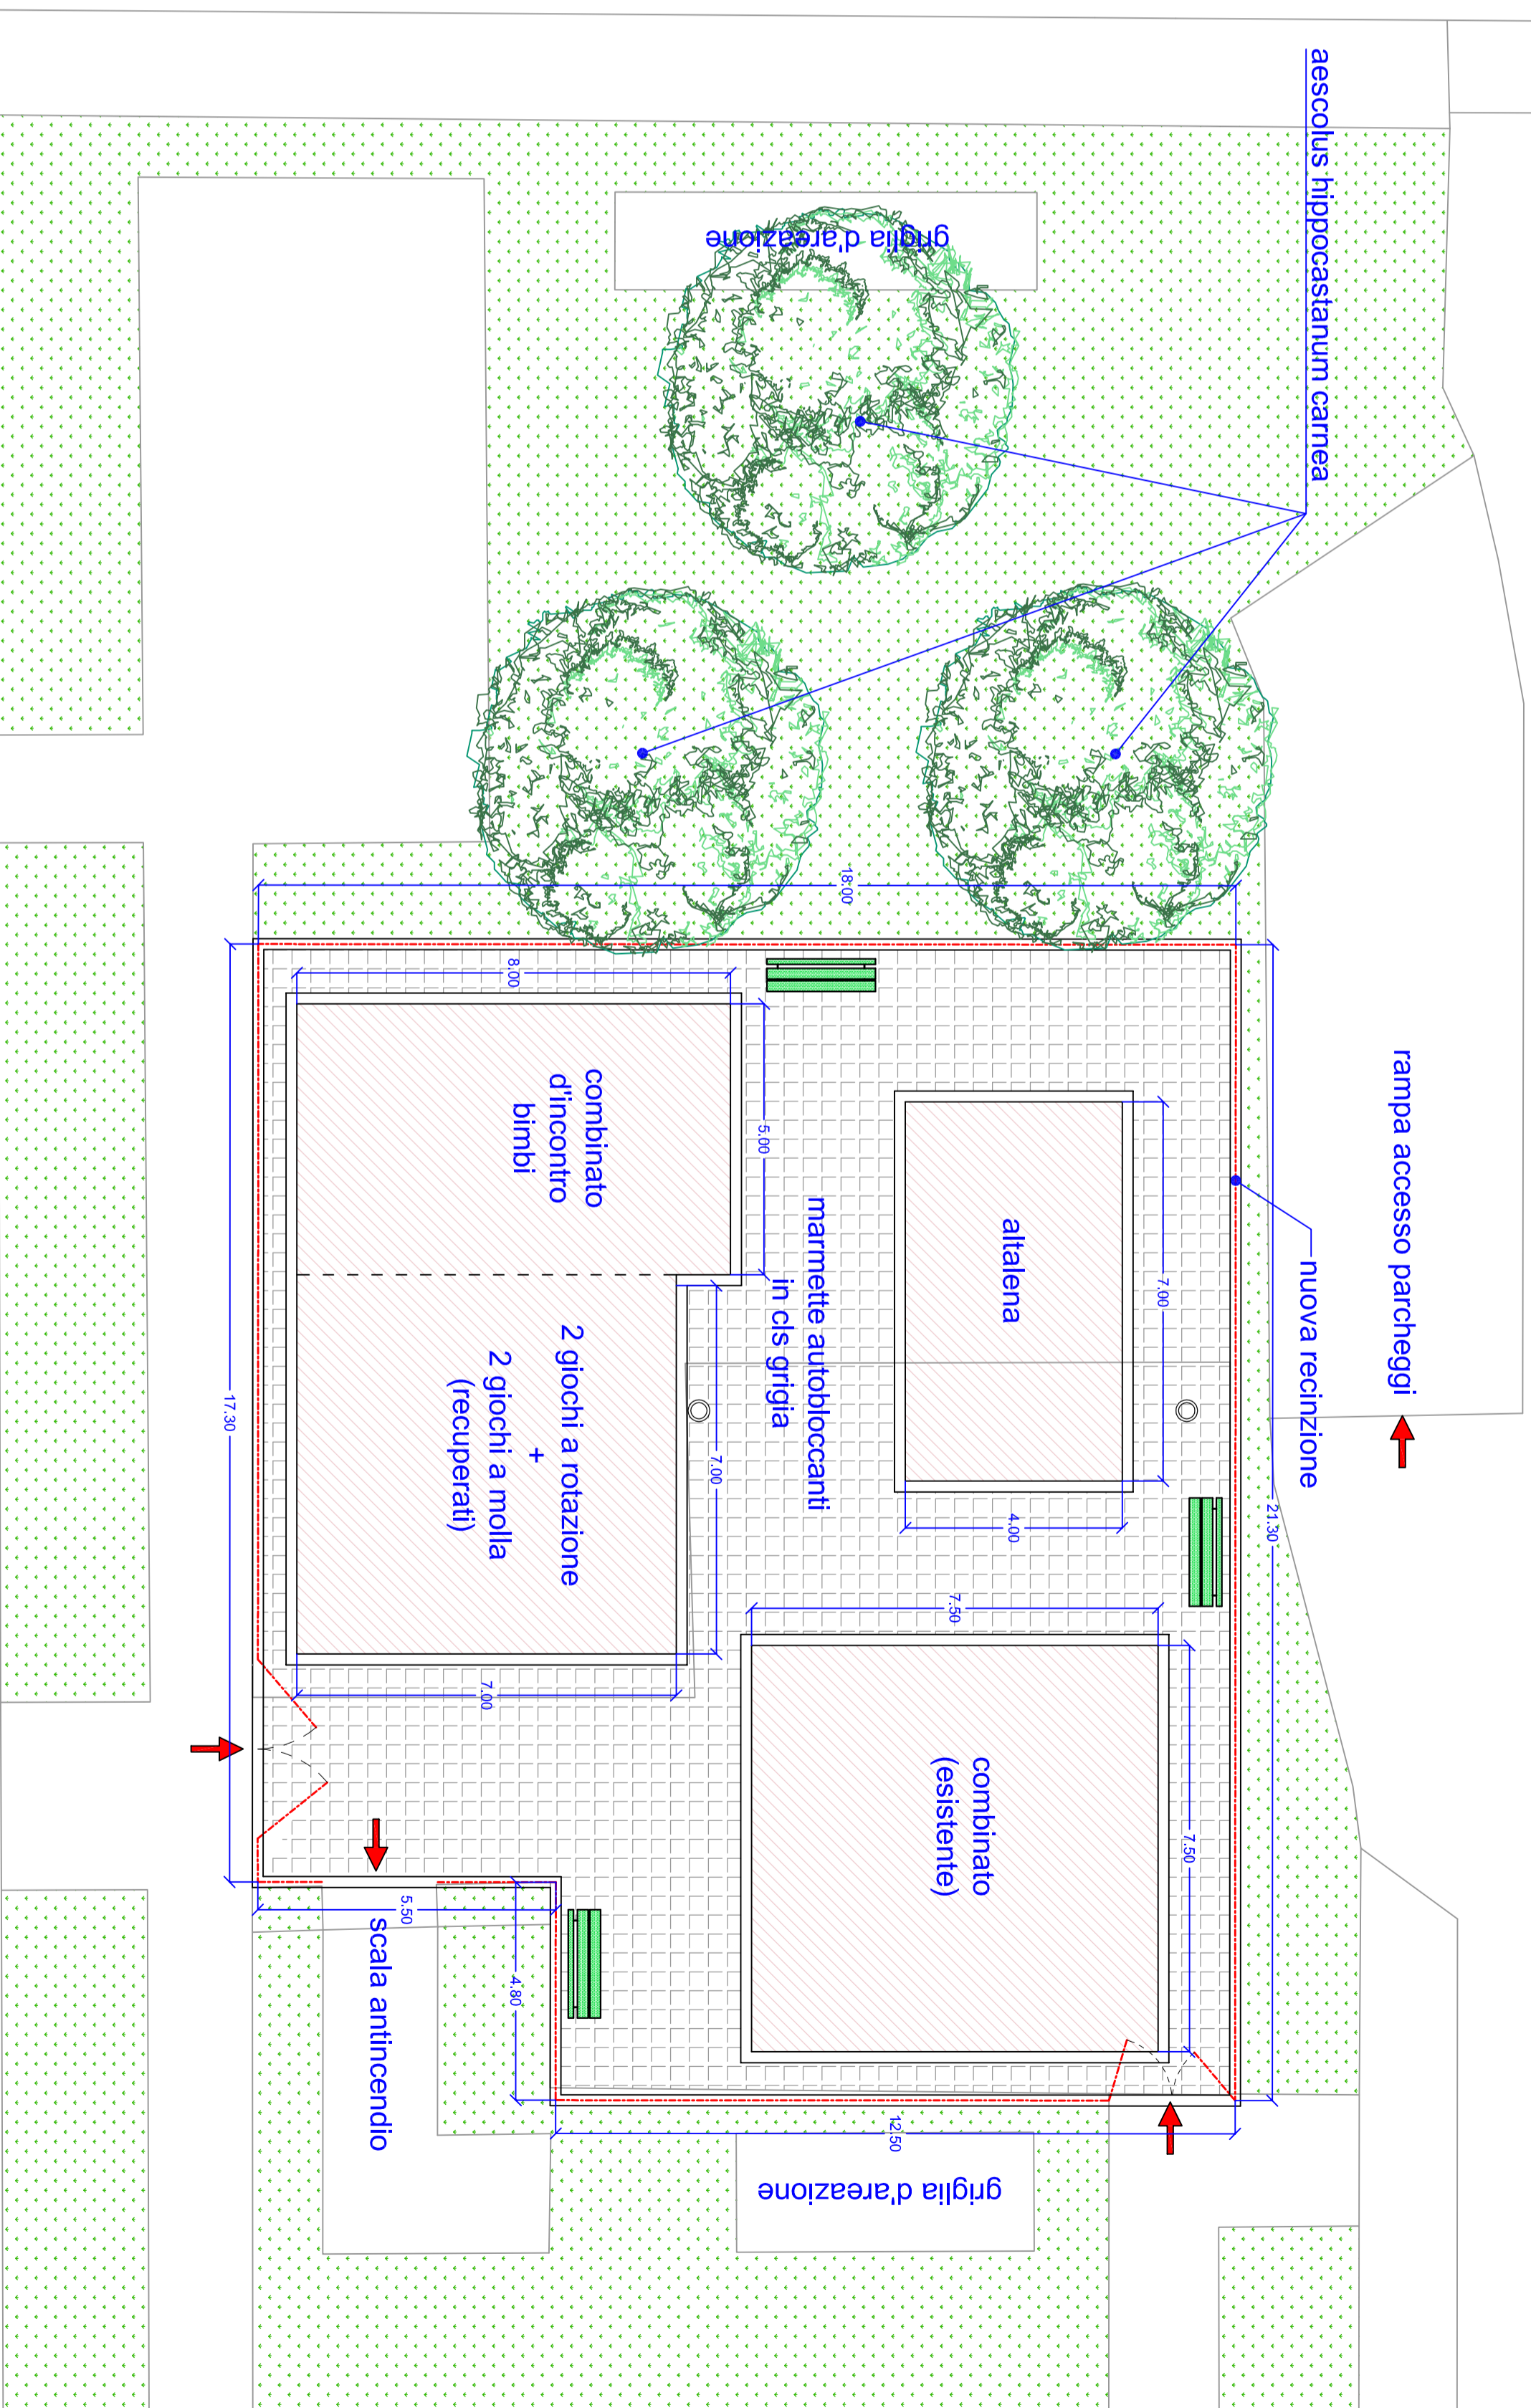 aescolus hippocastanum carnea
griglia d'areazione
rampa accesso parcheggi
nuova recinzione
21.30
18.00
17.30
8.00
5.00
combinato
d'incontro
bimbi
altalena
7.00
4.00
marmette autobloccanti
in cls grigia
2 giochi a rotazione
+
2 giochi a molla
(recuperati)
7.00
7.00
7.50
7.50
combinato
(esistente)
5.50
4.80
12.50
scala antincendio
griglia d'areazione